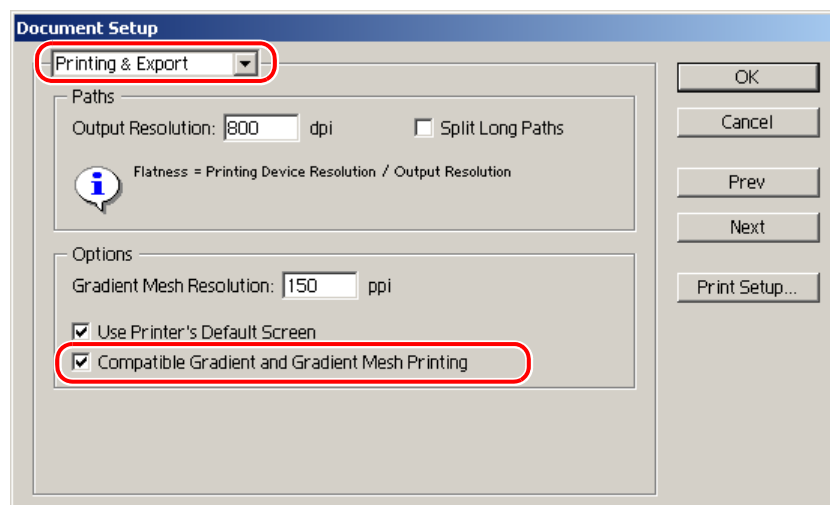 Document Setup
Printing & Export
OK
Paths
Output Resolution: 800 dpi
Split Long Paths
Cancel
Flatness = Printing Device Resolution / Output Resolution
Prev
Next
Options
Gradient Mesh Resolution: 150 ppi
Print Setup...
Use Printer's Default Screen
Compatible Gradient and Gradient Mesh Printing